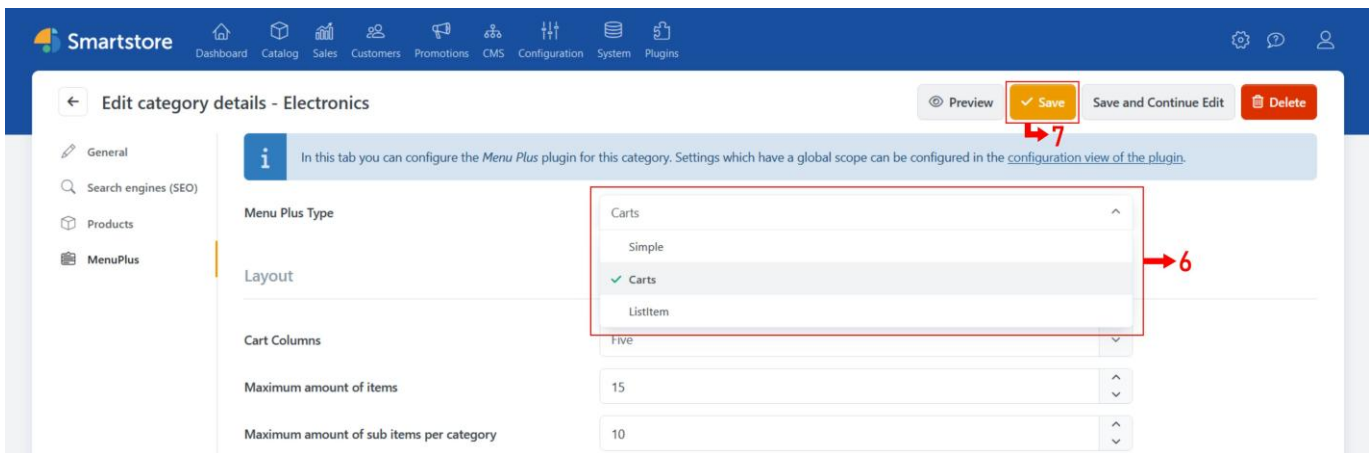 Smartstore
Dashboard Catalog Sales Customers Promotions CMS Configuration System Plugins
Edit category details - Electronics
Preview Save Save and Continue Edit Delete
7
General
Search engines (SEO)
Products
MenuPlus
i In this tab you can configure the Menu Plus plugin for this category. Settings which have a global scope can be configured in the configuration view of the plugin.
Menu Plus Type Carts
Simple
Carts
ListItem
6
Layout
Cart Columns Five
Maximum amount of items 15
Maximum amount of sub items per category 10